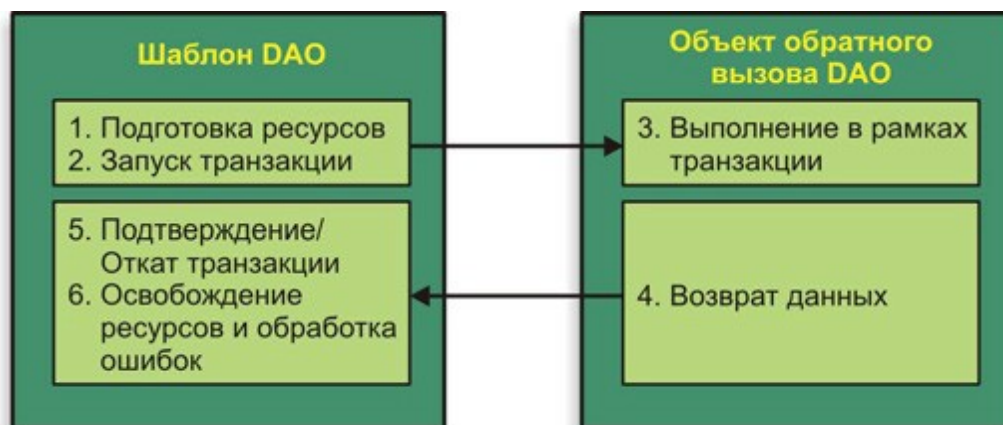 Шаблон DAO
1. Подготовка ресурсов
2. Запуск транзакции
5. Подтверждение/
Откат транзакции
6. Освобождение
ресурсов и обработка
ошибок
Объект обратного
вызова DAO
3. Выполнение в рамках
транзакции
4. Возврат данных